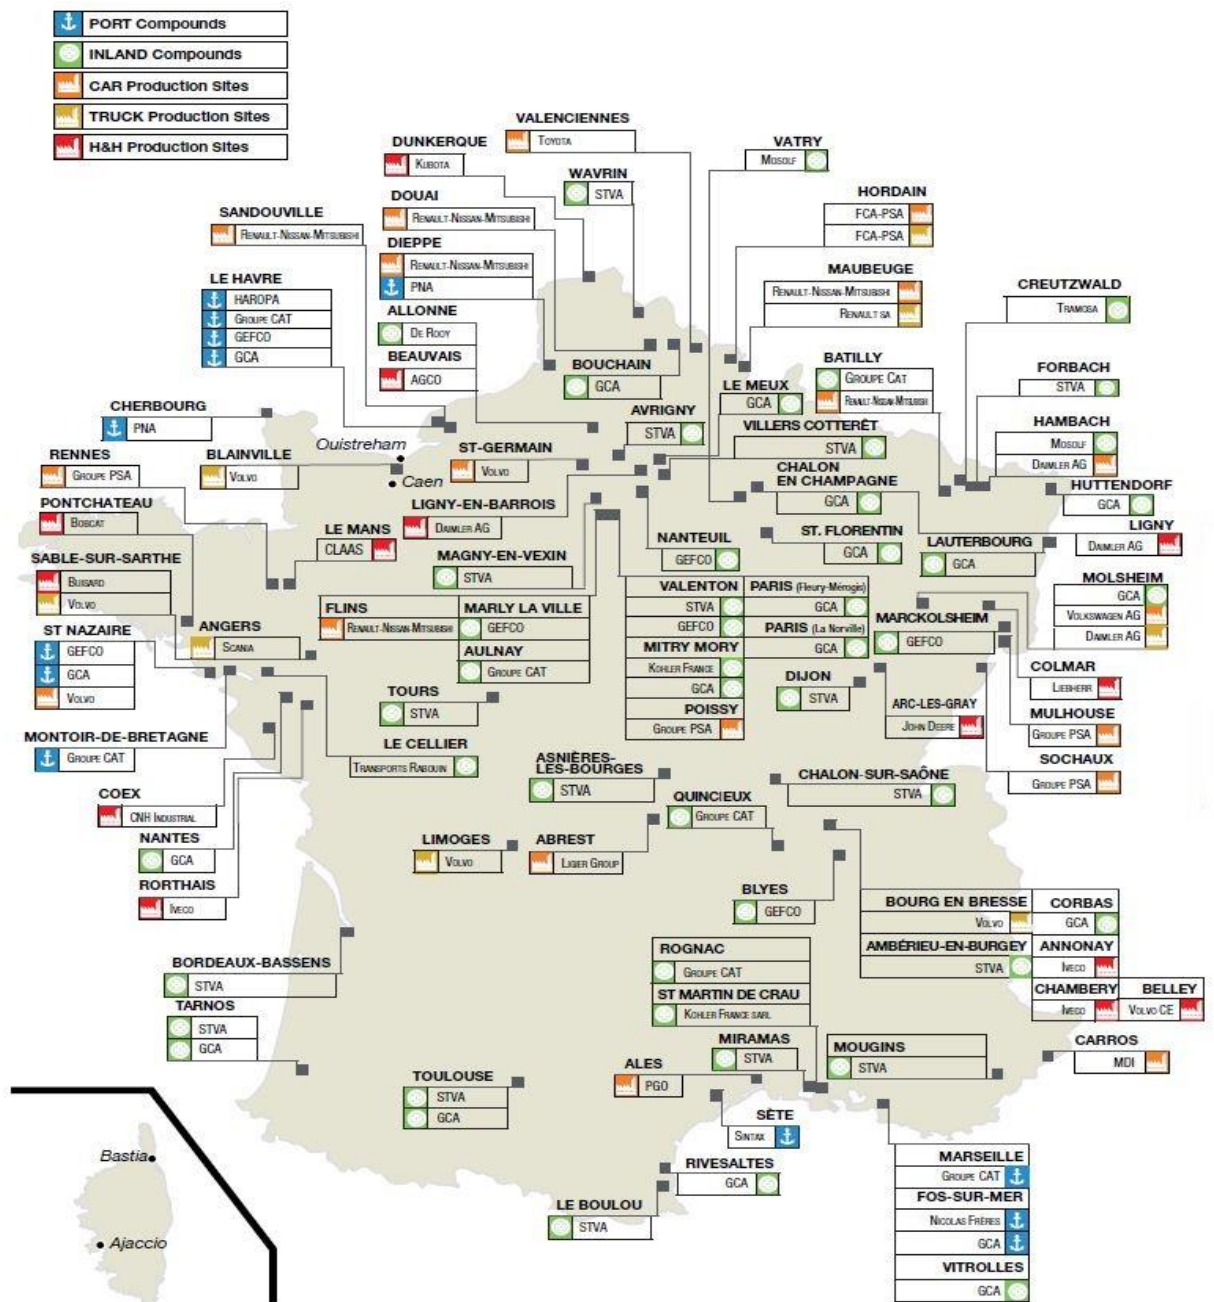 PORT Compounds
INLAND Compounds
CAR Production Sites
TRUCK Production Sites
H&H Production Sites
VALENCIENNES
TOYOTA
DUNKERQUE
KUBOTA
VATRY
MOSOLF
WAVRIN
STVA
DOUAI
RENAULT-NISSAN-MITSUBISHI
HORDAIN
FCA-PSA
FCA-PSA
SANDOUVILLE
RENAULT-NISSAN-MITSUBISHI
DIEPPE
RENAULT-NISSAN-MITSUBISHI
PNA
MAUBEUGE
RENAULT-NISSAN-MITSUBISHI
RENAULT SA
LE HAVRE
HAROPA
GROUPE CAT
GEFCO
GCA
CREUTZWALD
TRAMOSA
ALLONNE
DE ROOY
BEAUVAIS
AGCO
BOUCHAIN
GCA
BATILLY
GROUPE CAT
RENAULT-NISSAN-MITSUBISHI
LE MEUX
GCA
FORBACH
STVA
CHERBOURG
PNA
AVRIGNY
STVA
VILLERS COTTERÊT
STVA
HAMBACH
MOSOLF
DAIMLER AG
Ouistreham
Caen
RENNES
GROUPE PSA
BLAINVILLE
VOLVO
ST-GERMAIN
VOLVO
CHALON
EN CHAMPAGNE
GCA
HUTTENDORF
GCA
PONTCHATEAU
BOBCAT
LE MANS
CLAAS
LIGNY-EN-BARROIS
DAIMLER AG
NANTEUIL
GEFCO
ST. FLORENTIN
GCA
LAUTERBOURG
GCA
LIGNY
DAIMLER AG
SABLE-SUR-SARTHE
BUISARD
VOLVO
MAGNY-EN-VEXIN
STVA
MOLSHEIM
GCA
VOLKSWAGEN AG
DAIMLER AG
ANGERS
SCANIA
FLINS
RENAULT-NISSAN-MITSUBISHI
MARLY LA VILLE
GEFCO
AULNAY
GROUPE CAT
VALENTON
STVA
GEFCO
MITRY MORY
KOHLER FRANCE
GCA
POISSY
GROUPE PSA
PARIS (Fleury-Mérogis)
GCA
PARIS (La Norville)
GCA
MARCKOLSHEIM
GEFCO
ST NAZAIRE
GEFCO
GCA
VOLVO
COLMAR
LIEBHERR
DIJON
STVA
TOURS
STVA
ARC-LES-GRAY
JOHN DEERE
MULHOUSE
GROUPE PSA
MONTOIR-DE-BRETAGNE
GROUPE CAT
LE CELLIER
TRANSPORTS RABOUIN
SOCHAUX
GROUPE PSA
ASNIÈRES-
LES-BOURGES
STVA
CHALON-SUR-SAÔNE
STVA
COEX
CNH INDUSTRIAL
QUINCIEUX
GROUPE CAT
NANTES
GCA
LIMOGES
VOLVO
ABREST
LIGIER GROUP
RORTHAIS
IVECO
BLYES
GEFCO
BOURG EN BRESSE
VOLVO
CORBAS
GCA
AMBÉRIEU-EN-BURGEY
STVA
ANNONAY
IVECO
CHAMBERY
IVECO
BELLEY
VOLVO CE
BORDEAUX-BASSENS
STVA
ROGNAC
GROUPE CAT
ST MARTIN DE CRAU
KOHLER FRANCE SARL
TARNOS
STVA
GCA
MIRAMAS
STVA
MOUGINS
STVA
CARROS
MDI
TOULOUSE
STVA
GCA
ALES
PGO
SÈTE
SINTAX
RIVESALTES
GCA
LE BOULOU
STVA
MARSEILLE
GROUPE CAT
FOS-SUR-MER
NICOLAS FRÈRES
GCA
VITROLLES
GCA
Bastia
Ajaccio